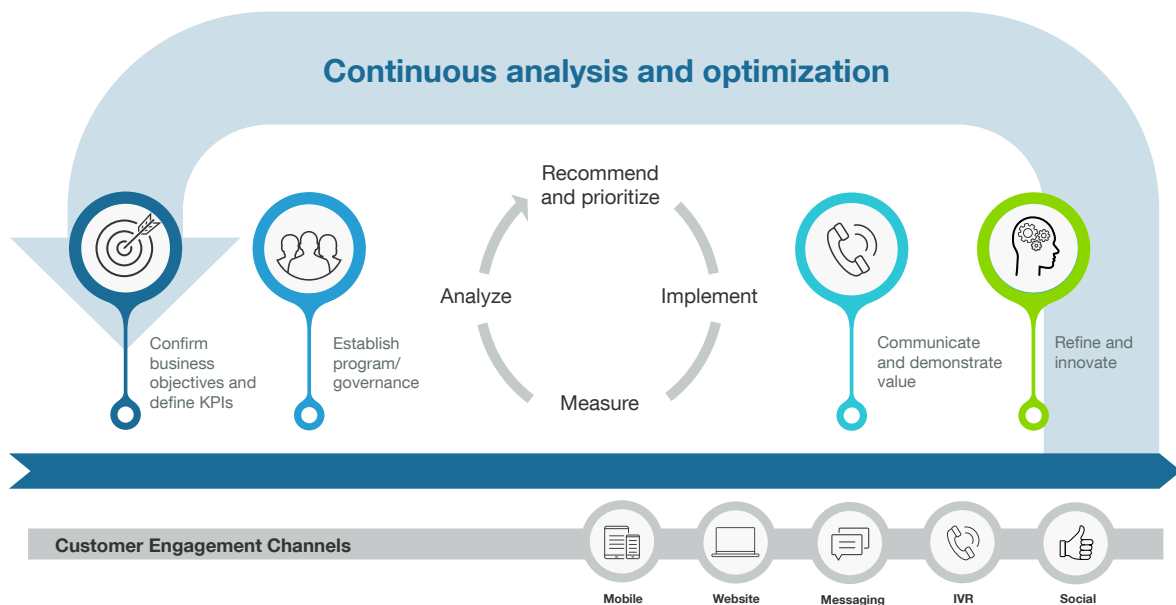 Continuous analysis and optimization
Recommend
and prioritize
Analyze
Implement
Measure
Confirm
business
objectives and
define KPIs
Establish
program/
governance
Communicate
and demonstrate
value
Refine and
innovate
Customer Engagement Channels
Mobile
Website
Messaging
IVR
Social